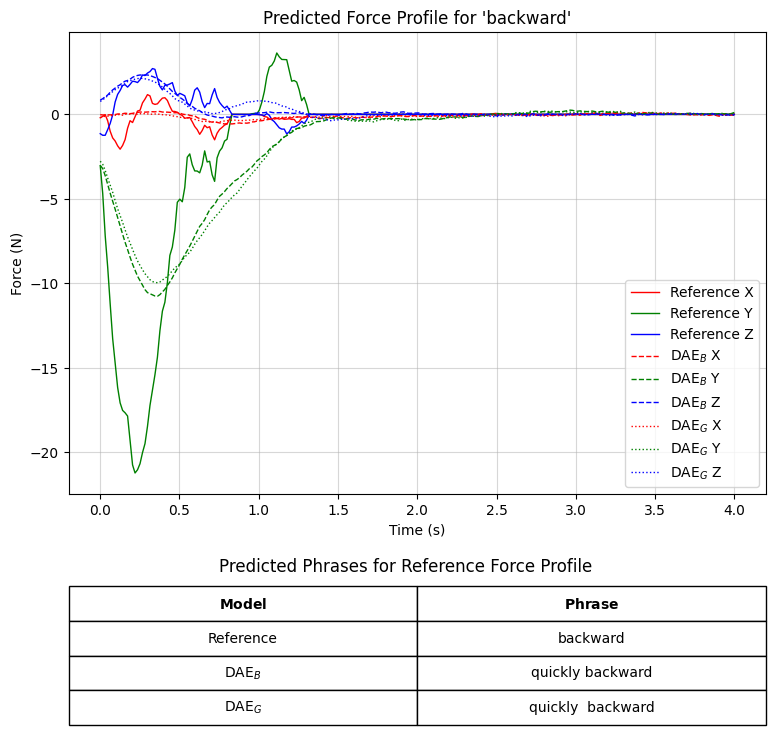 Predicted Force Profile for 'backward'
Force (N)
0
−5
−10
−15
−20
Reference X
Reference Y
Reference Z
DAE_B X
DAE_B Y
DAE_B Z
DAE_G X
DAE_G Y
DAE_G Z
0.0 0.5 1.0 1.5 2.0 2.5 3.0 3.5 4.0
Time (s)
Predicted Phrases for Reference Force Profile
Model Phrase
Reference backward
DAE_B quickly backward
DAE_G quickly  backward